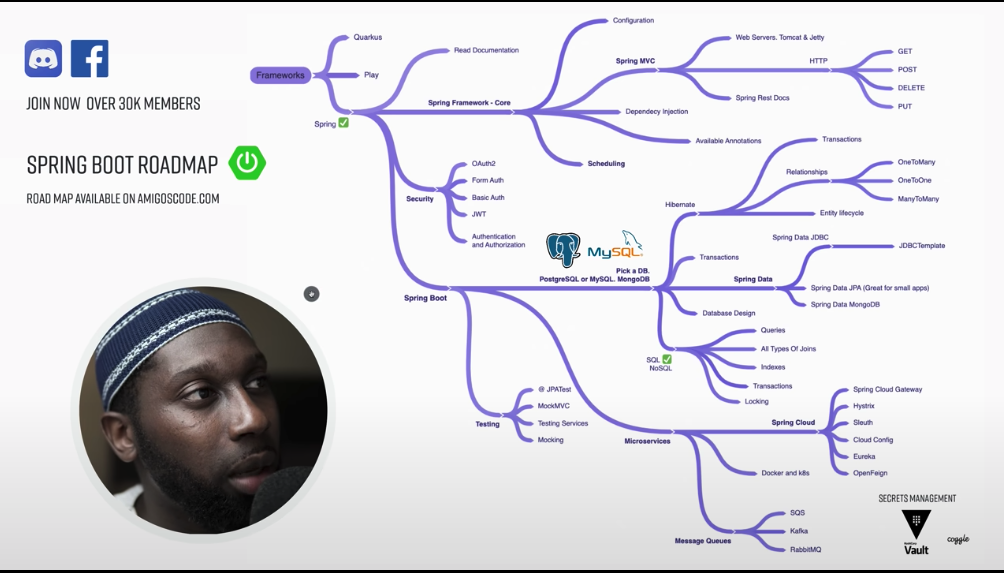 JOIN NOW OVER 30K MEMBERS
SPRING BOOT ROADMAP
ROAD MAP AVAILABLE ON AMIGOSCODE.COM
Frameworks
Quarkus
Play
Spring
Read Documentation
Spring Framework - Core
Configuration
Spring MVC
Web Servers. Tomcat & Jetty
HTTP
GET
POST
DELETE
PUT
Spring Rest Docs
Dependecy Injection
Available Annotations
Scheduling
Security
OAuth2
Form Auth
Basic Auth
JWT
Authentication
and Authorization
Spring Boot
MySQL
Pick a DB.
PostgreSQL or MySQL. MongoDB
Hibernate
Transactions
Relationships
OneToMany
OneToOne
ManyToMany
Entity lifecycle
Transactions
Spring Data
Spring Data JDBC
JDBCTemplate
Spring Data JPA (Great for small apps)
Spring Data MongoDB
Database Design
SQL
NoSQL
Queries
All Types Of Joins
Indexes
Transactions
Locking
Testing
@ JPATest
MockMVC
Testing Services
Mocking
Microservices
Spring Cloud
Spring Cloud Gateway
Hystrix
Sleuth
Cloud Config
Eureka
OpenFeign
Docker and k8s
Message Queues
SQS
Kafka
RabbitMQ
SECRETS MANAGEMENT
HashiCorp
Vault
coggle